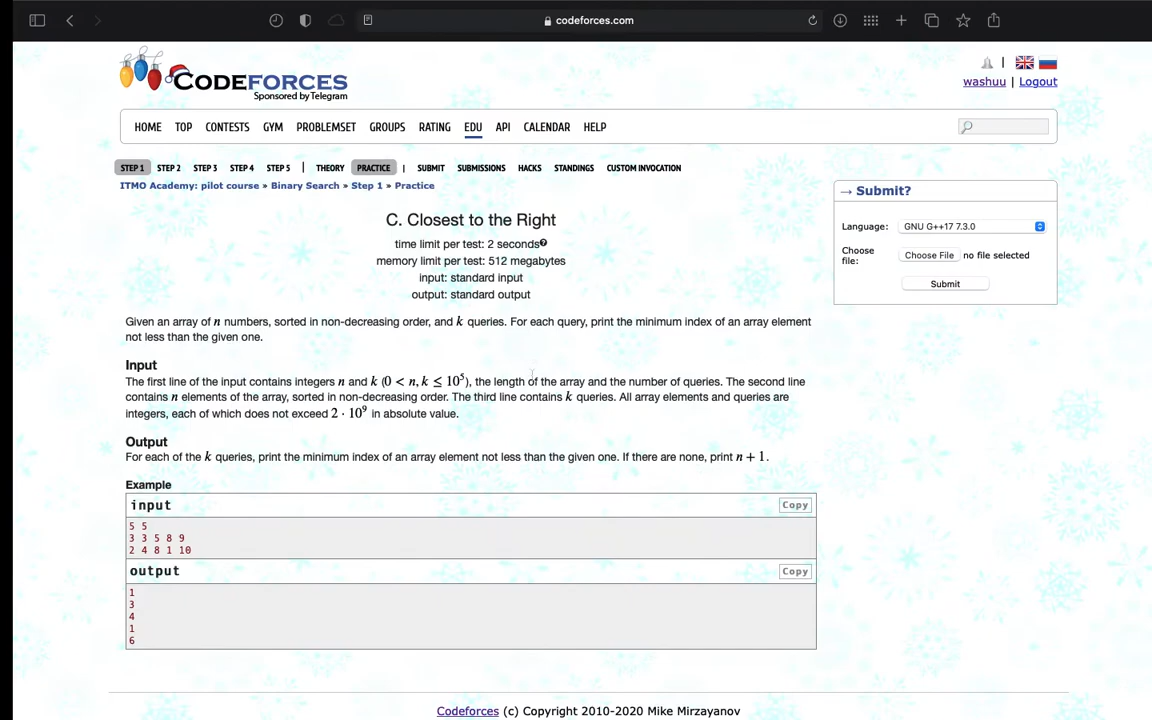 codeforces.com
CODEFORCES
Sponsored by Telegram
washuu | Logout
HOME TOP CONTESTS GYM PROBLEMSET GROUPS RATING EDU API CALENDAR HELP
STEP 1 STEP 2 STEP 3 STEP 4 STEP 5 | THEORY PRACTICE | SUBMIT SUBMISSIONS HACKS STANDINGS CUSTOM INVOCATION
ITMO Academy: pilot course » Binary Search » Step 1 » Practice
C. Closest to the Right
time limit per test: 2 seconds?
memory limit per test: 512 megabytes
input: standard input
output: standard output
Given an array of n numbers, sorted in non-decreasing order, and k queries. For each query, print the minimum index of an array element
not less than the given one.
Input
The first line of the input contains integers n and k (0 < n, k ≤ 10⁵), the length of the array and the number of queries. The second line
contains n elements of the array, sorted in non-decreasing order. The third line contains k queries. All array elements and queries are
integers, each of which does not exceed 2 · 10⁹ in absolute value.
Output
For each of the k queries, print the minimum index of an array element not less than the given one. If there are none, print n + 1.
Example
input Copy
5 5
3 3 5 8 9
2 4 8 1 10
output Copy
1
3
4
1
6
→ Submit?
Language: GNU G++17 7.3.0
Choose
file: Choose File no file selected
Submit
Codeforces (c) Copyright 2010-2020 Mike Mirzayanov